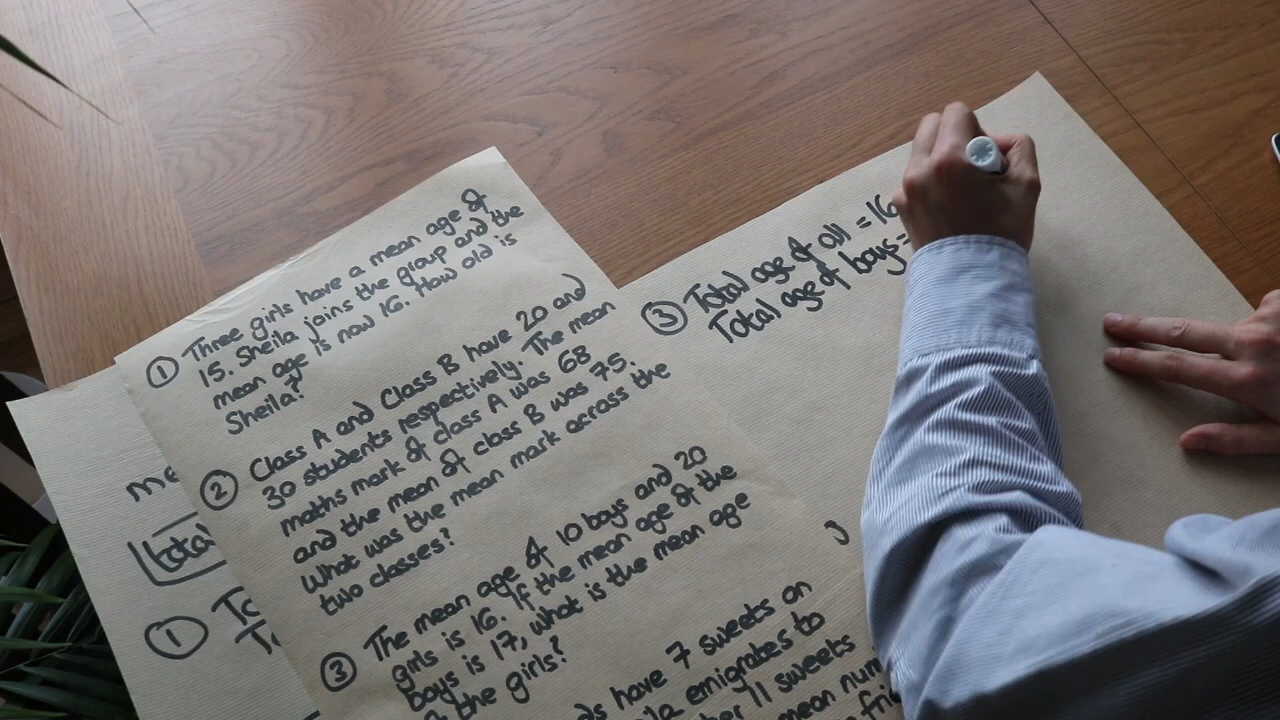 ① Three girls have a mean age of
15. Sheila joins the group and the
mean age is now 16. How old is
Sheila?
② Class A and Class B have 20 and
30 students respectively. The mean
maths mark of class A was 68
and the mean of class B was 75.
What was the mean mark across the
two classes?
③ The mean age of 10 boys and 20
girls is 16. If the mean age of the
boys is 17, what is the mean age
of the girls?
have 7 sweets on
emigrates to
11 sweets
mean
③ Total age of all = 16
Total age of boys =
①